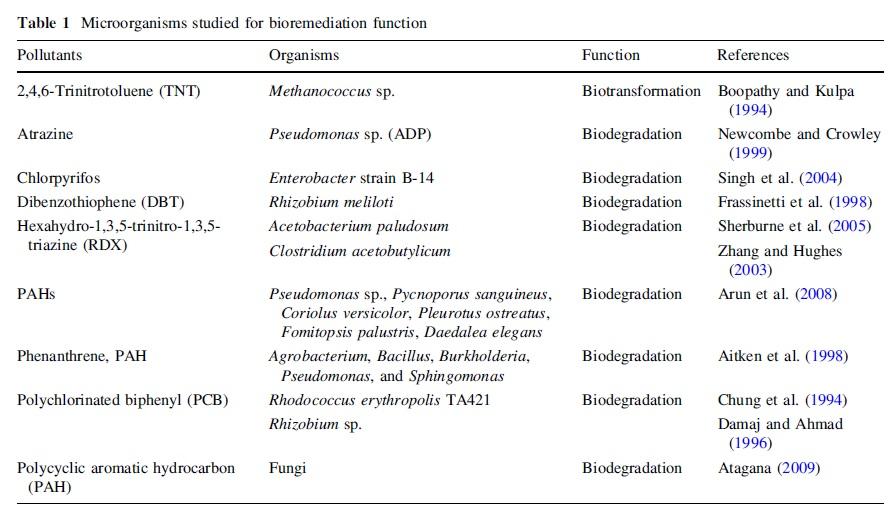 Table 1 Microorganisms studied for bioremediation function
Pollutants Organisms Function References
2,4,6-Trinitrotoluene (TNT) Methanococcus sp. Biotransformation Boopathy and Kulpa
(1994)
Atrazine Pseudomonas sp. (ADP) Biodegradation Newcombe and Crowley
(1999)
Chlorpyrifos Enterobacter strain B-14 Biodegradation Singh et al. (2004)
Dibenzothiophene (DBT) Rhizobium meliloti Biodegradation Frassinetti et al. (1998)
Hexahydro-1,3,5-trinitro-1,3,5- Acetobacterium paludosum Biodegradation Sherburne et al. (2005)
triazine (RDX)
Clostridium acetobutylicum Zhang and Hughes
(2003)
PAHs Pseudomonas sp., Pycnoporus sanguineus, Biodegradation Arun et al. (2008)
Coriolus versicolor, Pleurotus ostreatus,
Fomitopsis palustris, Daedalea elegans
Phenanthrene, PAH Agrobacterium, Bacillus, Burkholderia, Biodegradation Aitken et al. (1998)
Pseudomonas, and Sphingomonas
Polychlorinated biphenyl (PCB) Rhodococcus erythropolis TA421 Biodegradation Chung et al. (1994)
Rhizobium sp. Damaj and Ahmad
(1996)
Polycyclic aromatic hydrocarbon Fungi Biodegradation Atagana (2009)
(PAH)